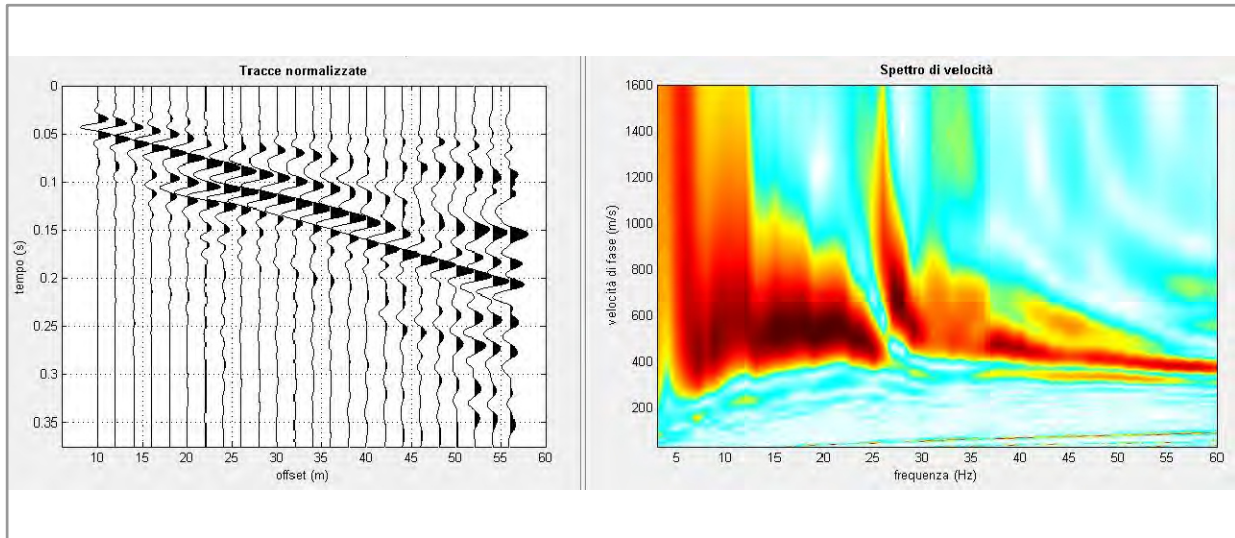 Tracce normalizzate
0
0.05
0.1
0.15
0.2
0.25
0.3
0.35
tempo (s)
10 15 20 25 30 35 40 45 50 55 60
offset (m)
Spettro di velocità
1600
1400
1200
1000
800
600
400
200
velocità di fase (m/s)
5 10 15 20 25 30 35 40 45 50 55 60
frequenza (Hz)